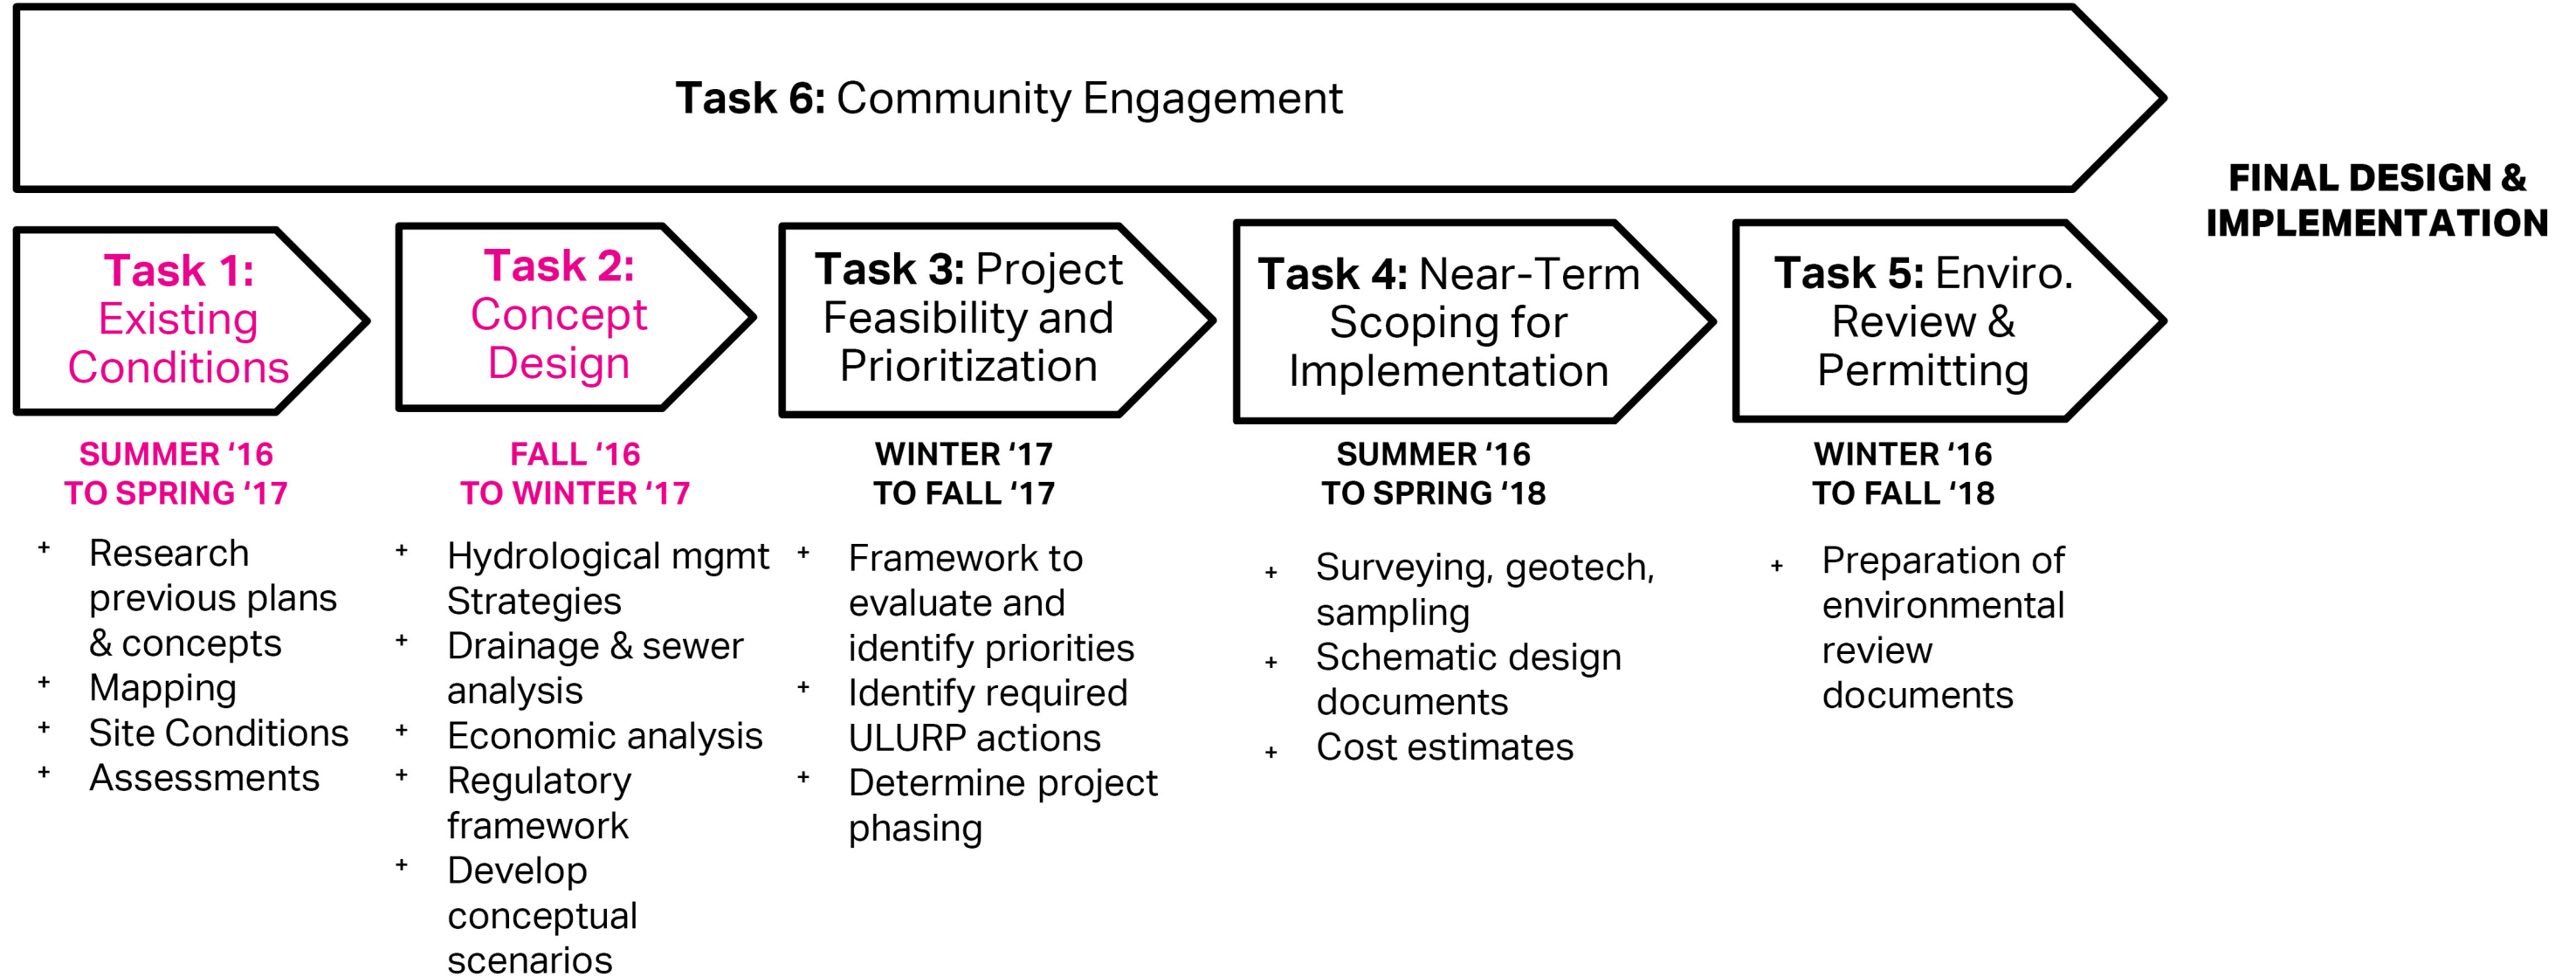 Task 6: Community Engagement
FINAL DESIGN &
IMPLEMENTATION
Task 1:
Existing
Conditions
SUMMER ‘16
TO SPRING ‘17
+ Research
previous plans
& concepts
+ Mapping
+ Site Conditions
+ Assessments
Task 2:
Concept
Design
FALL ‘16
TO WINTER ‘17
+ Hydrological mgmt
Strategies
+ Drainage & sewer
analysis
+ Economic analysis
+ Regulatory
framework
+ Develop
conceptual
scenarios
Task 3: Project
Feasibility and
Prioritization
WINTER ‘17
TO FALL ‘17
+ Framework to
evaluate and
identify priorities
+ Identify required
ULURP actions
+ Determine project
phasing
Task 4: Near-Term
Scoping for
Implementation
SUMMER ‘16
TO SPRING ‘18
+ Surveying, geotech,
sampling
+ Schematic design
documents
+ Cost estimates
Task 5: Enviro.
Review &
Permitting
WINTER ‘16
TO FALL ‘18
+ Preparation of
environmental
review
documents